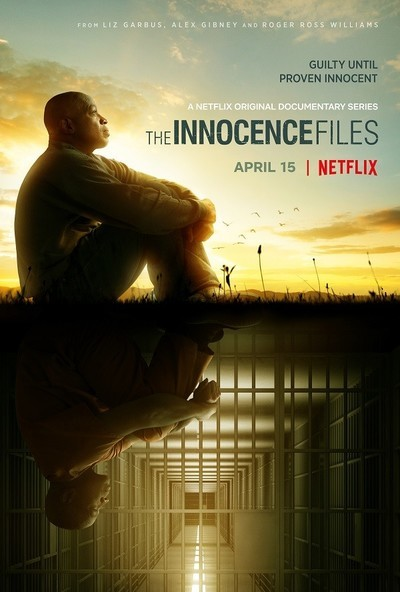 FROM LIZ GARBUS, ALEX GIBNEY AND ROGER ROSS WILLIAMS
GUILTY UNTIL
PROVEN INNOCENT
A NETFLIX ORIGINAL DOCUMENTARY SERIES
THE INNOCENCE FILES
APRIL 15 | NETFLIX